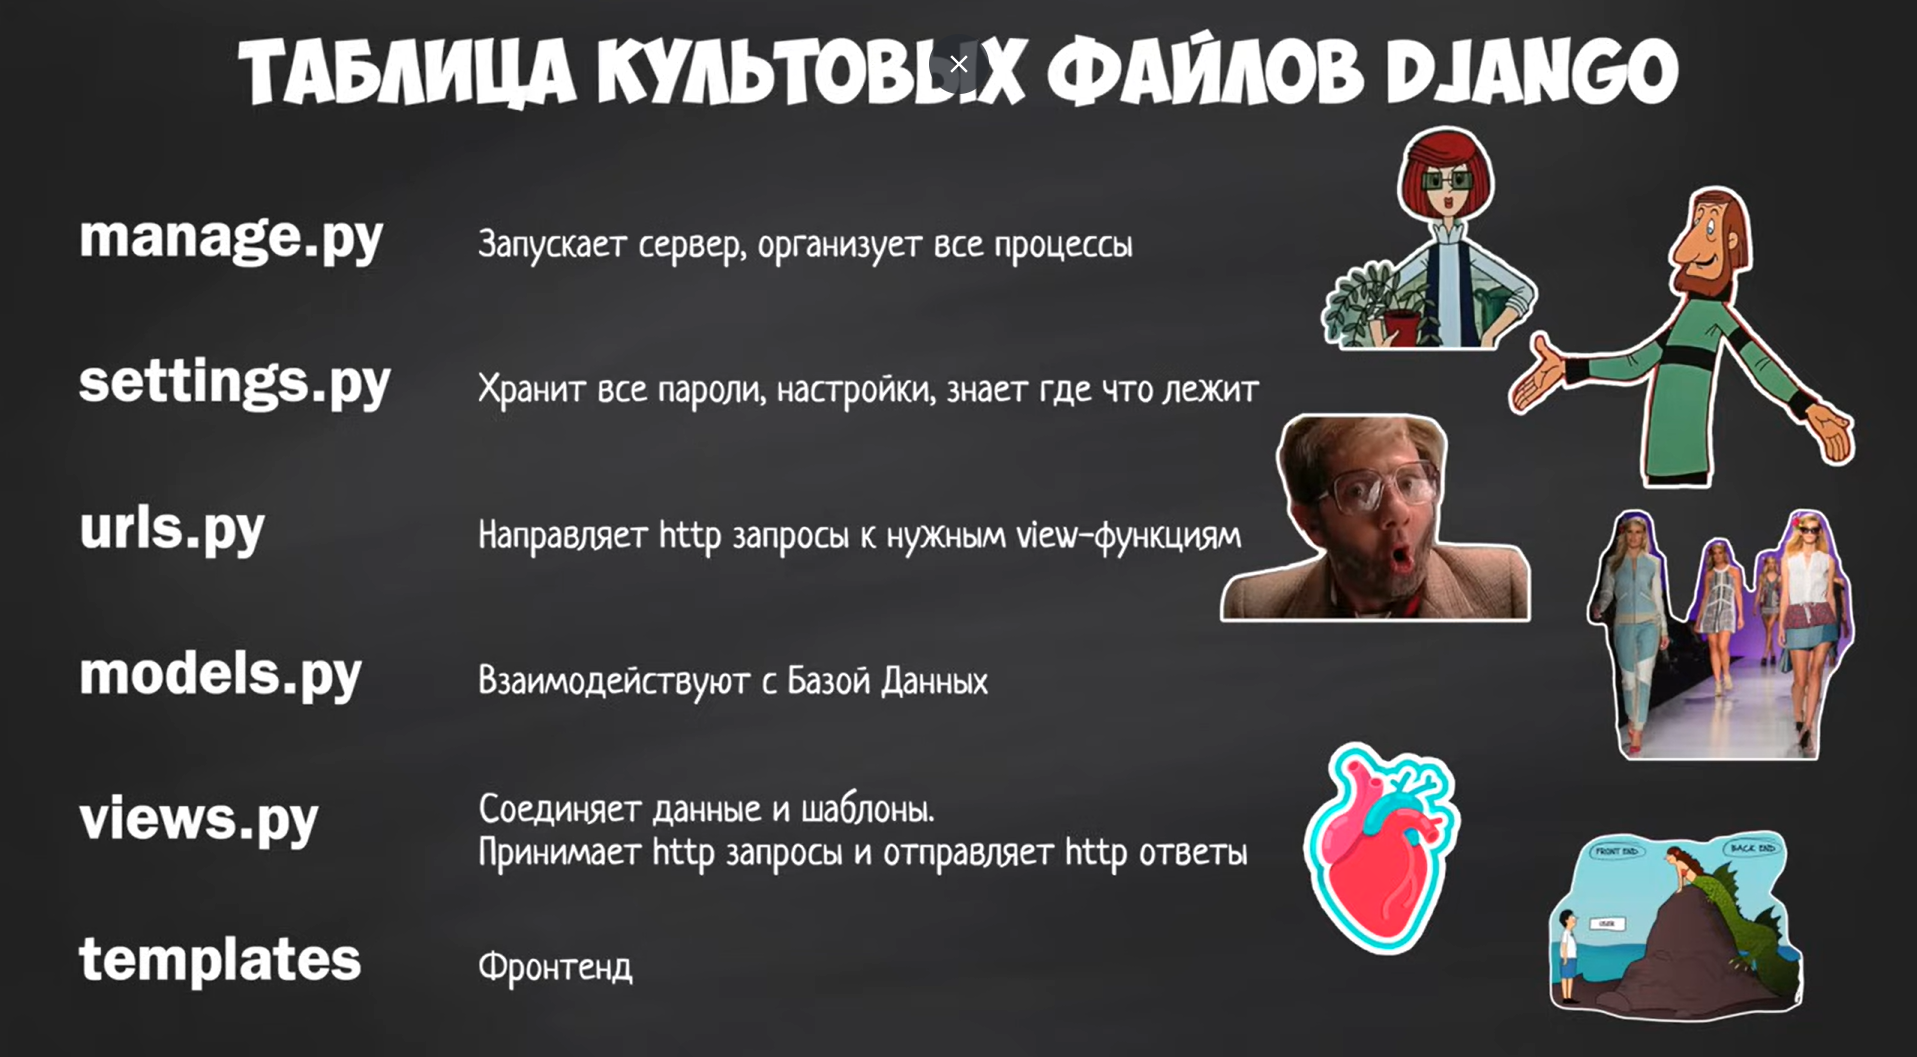 ТАБЛИЦА КУЛЬТОВЫХ ФАЙЛОВ DJANGO
manage.py
Запускает сервер, организует все процессы
settings.py
Хранит все пароли, настройки, знает где что лежит
urls.py
Направляет http запросы к нужным view-функциям
models.py
Взаимодействуют с Базой Данных
views.py
Соединяет данные и шаблоны.
Принимает http запросы и отправляет http ответы
templates
Фронтенд
FRONT END
BACK END